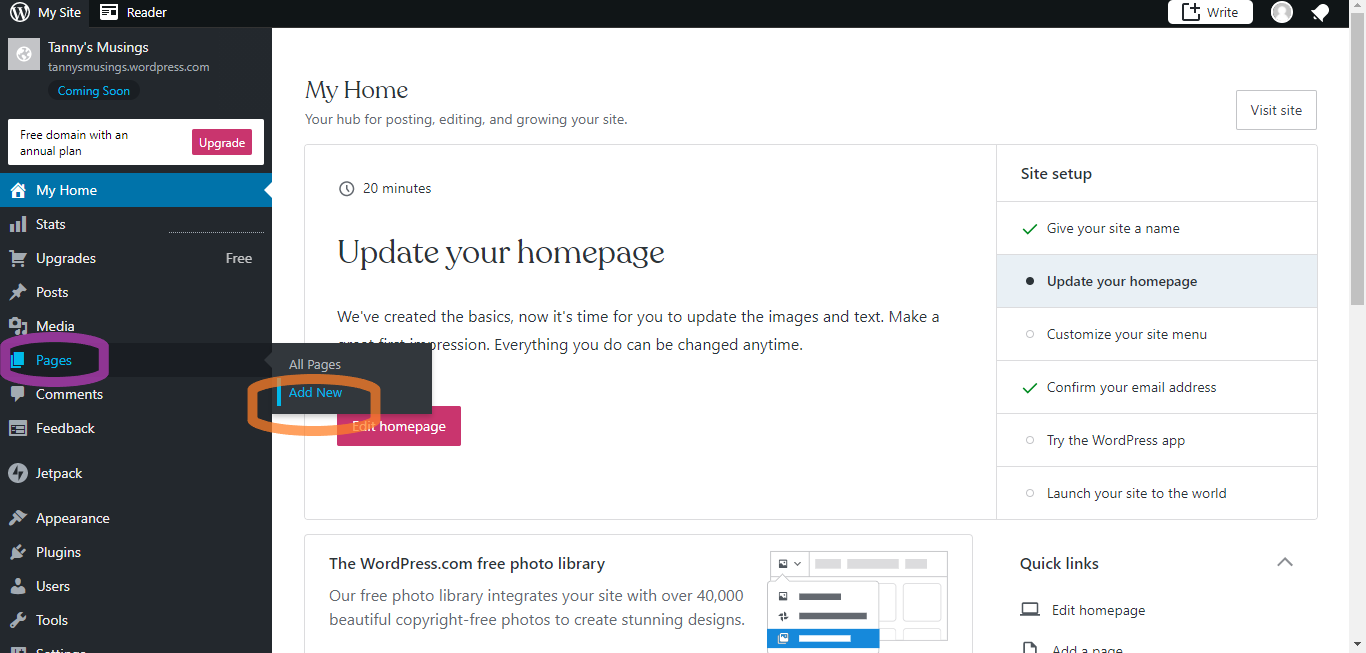 My Site
Reader
Write
Tanny's Musings
tannysmusings.wordpress.com
Coming Soon
Free domain with an
annual plan
Upgrade
My Home
Stats
Upgrades
Free
Posts
Media
Pages
All Pages
Add New
Comments
Feedback
Jetpack
Appearance
Plugins
Users
Tools
Settings
My Home
Your hub for posting, editing, and growing your site.
Visit site
20 minutes
Update your homepage
We've created the basics, now it's time for you to update the images and text. Make a
great first impression. Everything you do can be changed anytime.
Edit homepage
Site setup
Give your site a name
Update your homepage
Customize your site menu
Confirm your email address
Try the WordPress app
Launch your site to the world
The WordPress.com free photo library
Our free photo library integrates your site with over 40,000
beautiful copyright-free photos to create stunning designs.
Quick links
Edit homepage
Add a page